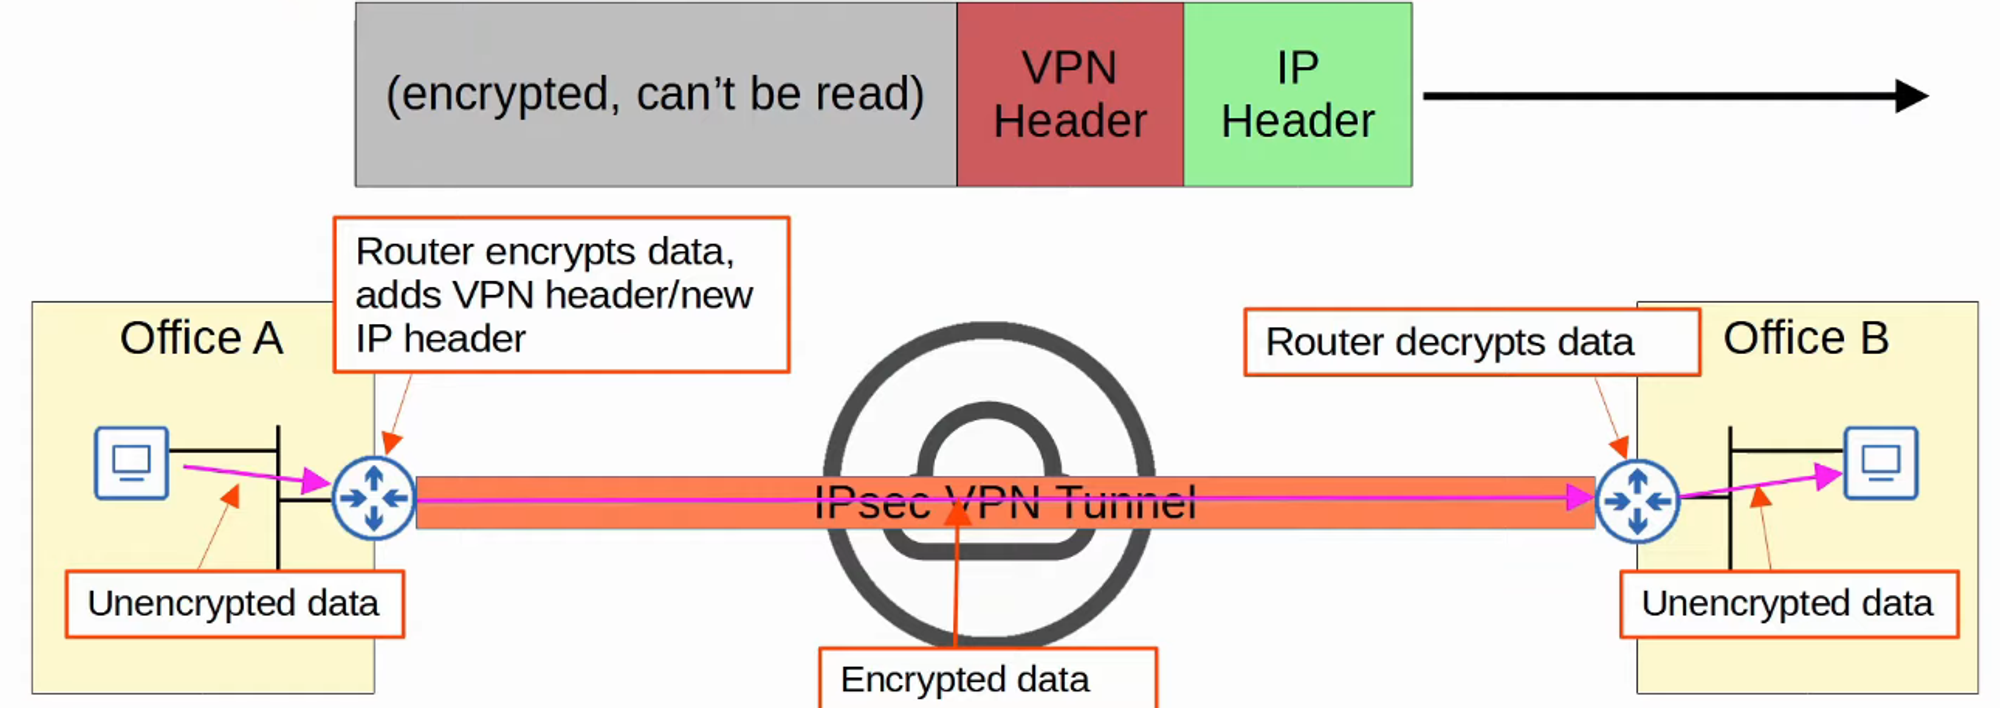 (encrypted, can’t be read)
VPN
Header
IP
Header
Router encrypts data,
adds VPN header/new
IP header
Office A
Router decrypts data
Office B
IPsec VPN Tunnel
Unencrypted data
Unencrypted data
Encrypted data